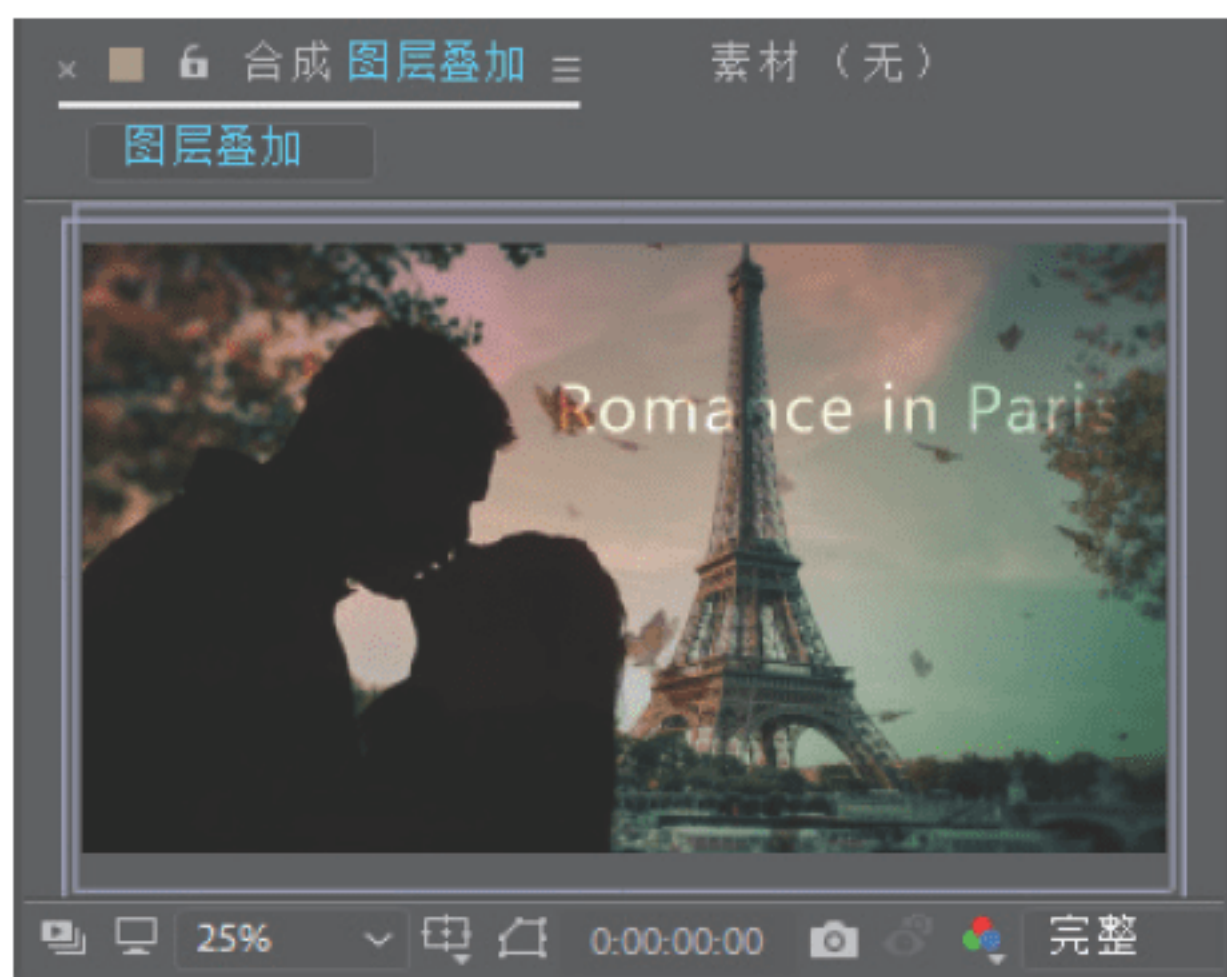 × 合成 图层叠加 ≡ 素材（无）
图层叠加
Romance in Paris
25% 0:00:00:00 完整